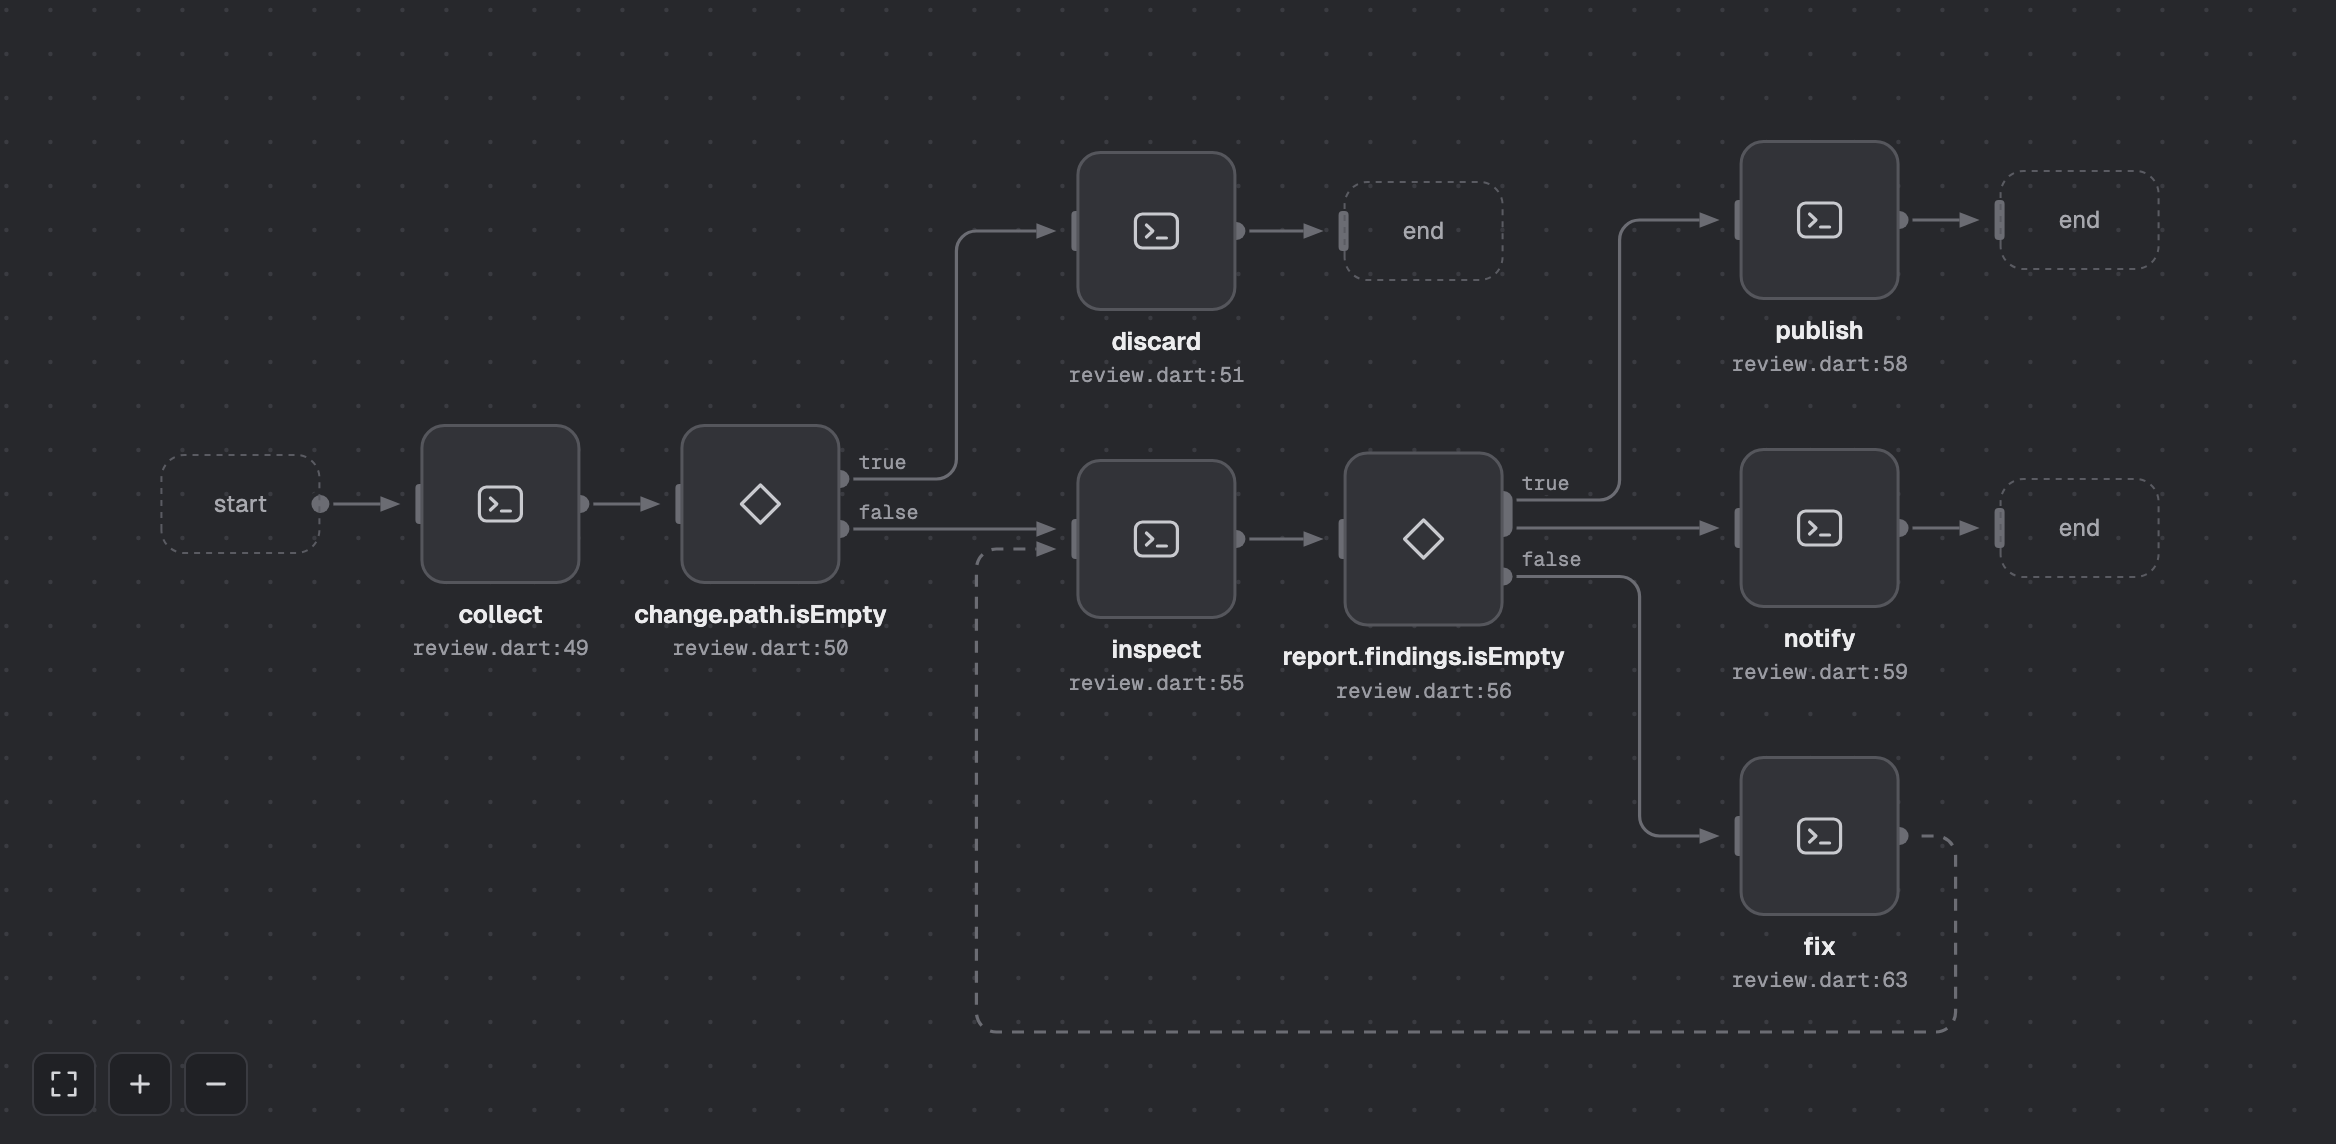 start
collect
review.dart:49
change.path.isEmpty
review.dart:50
true
false
discard
review.dart:51
end
inspect
review.dart:55
report.findings.isEmpty
review.dart:56
true
false
publish
review.dart:58
end
notify
review.dart:59
end
fix
review.dart:63